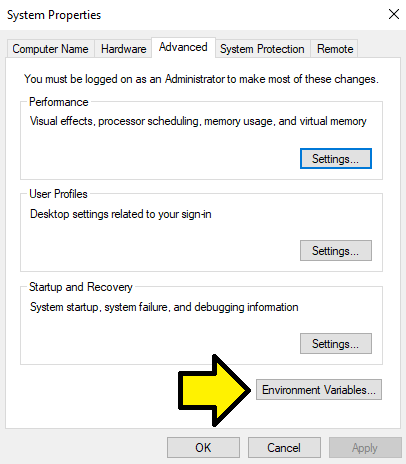 System Properties
Computer Name Hardware Advanced System Protection Remote
You must be logged on as an Administrator to make most of these changes.
Performance
Visual effects, processor scheduling, memory usage, and virtual memory
Settings...
User Profiles
Desktop settings related to your sign-in
Settings...
Startup and Recovery
System startup, system failure, and debugging information
Settings...
Environment Variables...
OK Cancel Apply